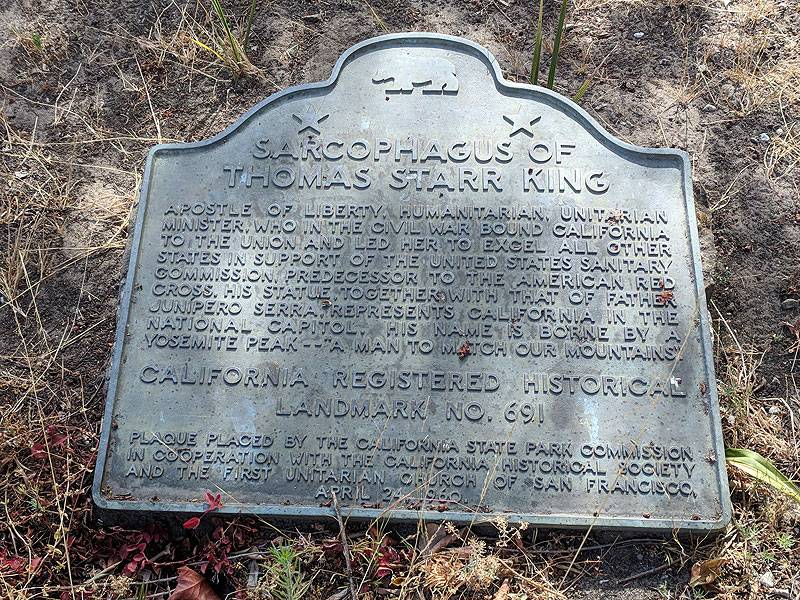 SARCOPHAGUS OF
THOMAS STARR KING
APOSTLE OF LIBERTY, HUMANITARIAN, UNITARIAN
MINISTER, WHO IN THE CIVIL WAR BOUND CALIFORNIA
TO THE UNION AND LED HER TO EXCEL ALL OTHER
STATES IN SUPPORT OF THE UNITED STATES SANITARY
COMMISSION, PREDECESSOR TO THE AMERICAN RED
CROSS. HIS STATUE, TOGETHER WITH THAT OF FATHER
JUNIPERO SERRA, REPRESENTS CALIFORNIA IN THE
NATIONAL CAPITOL. HIS NAME IS BORNE BY A
YOSEMITE PEAK--"A MAN TO MATCH OUR MOUNTAINS."
CALIFORNIA REGISTERED HISTORICAL
LANDMARK NO. 691
PLAQUE PLACED BY THE CALIFORNIA STATE PARK COMMISSION
IN COOPERATION WITH THE CALIFORNIA HISTORICAL SOCIETY
AND THE FIRST UNITARIAN CHURCH OF SAN FRANCISCO,
APRIL